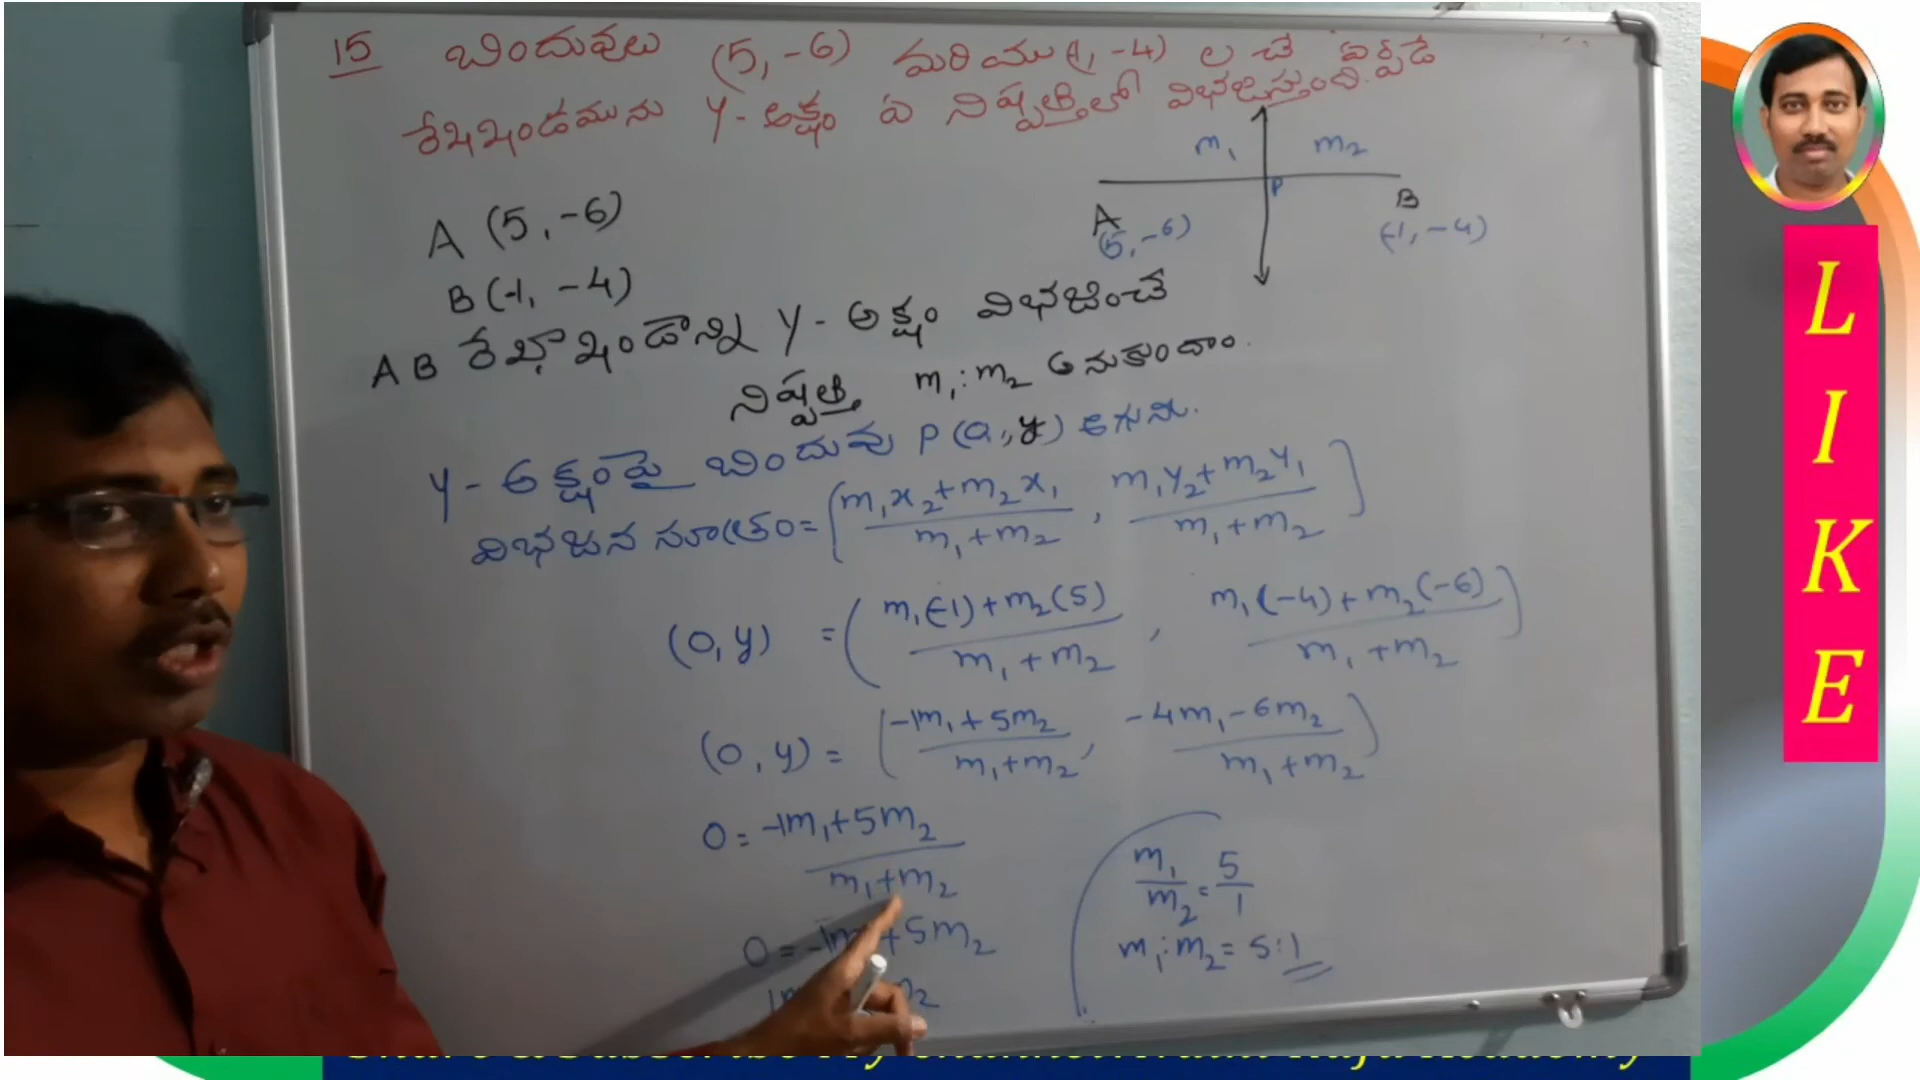 15 బిందువులు (5, -6) మరియు (-1, -4) ల చే ఏర్పడే
రేఖాఖండమును Y - అక్షం ఏ నిష్పత్తిలో విభజిస్తుంది.
m₁ m₂
P
A B
(5, -6) (-1, -4)
A (5, -6)
B (-1, -4)
AB రేఖాఖండాన్ని Y - అక్షం విభజించే
నిష్పత్తి m₁:m₂ అనుకుందాం.
Y - అక్షంపై బిందువు P(0, y) అగును.
విభజన సూత్రం = [(m₁x₂+m₂x₁)/(m₁+m₂), (m₁y₂+m₂y₁)/(m₁+m₂)]
(0, y) = (m₁(-1)+m₂(5)/(m₁+m₂), m₁(-4)+m₂(-6)/(m₁+m₂))
(0, y) = [(-1m₁+5m₂)/(m₁+m₂), (-4m₁-6m₂)/(m₁+m₂)]
0 = (-1m₁+5m₂)/(m₁+m₂)
0 = -1m +5m₂
m₁/m₂ = 5/1
m₁:m₂ = 5:1
L
I
K
E